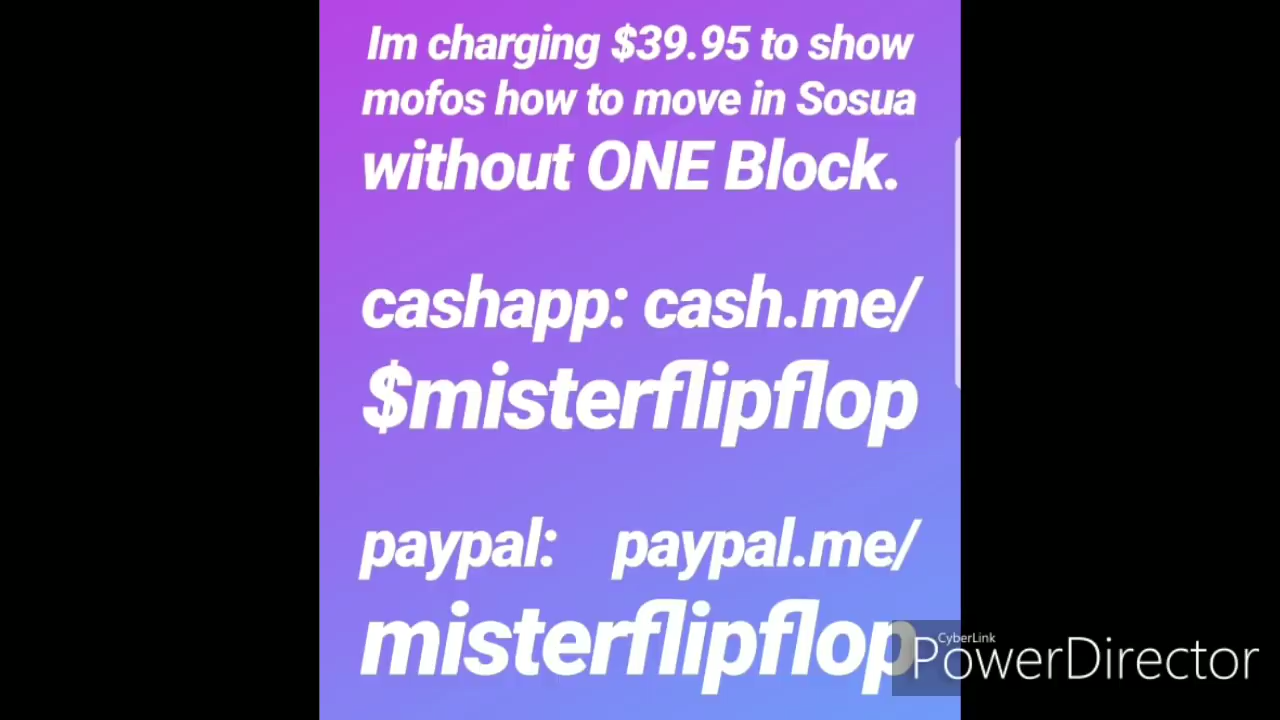 Im charging $39.95 to show
mofos how to move in Sosua
without ONE Block.
cashapp: cash.me/
$misterflipflop
paypal: paypal.me/
misterflipflop
CyberLink
PowerDirector